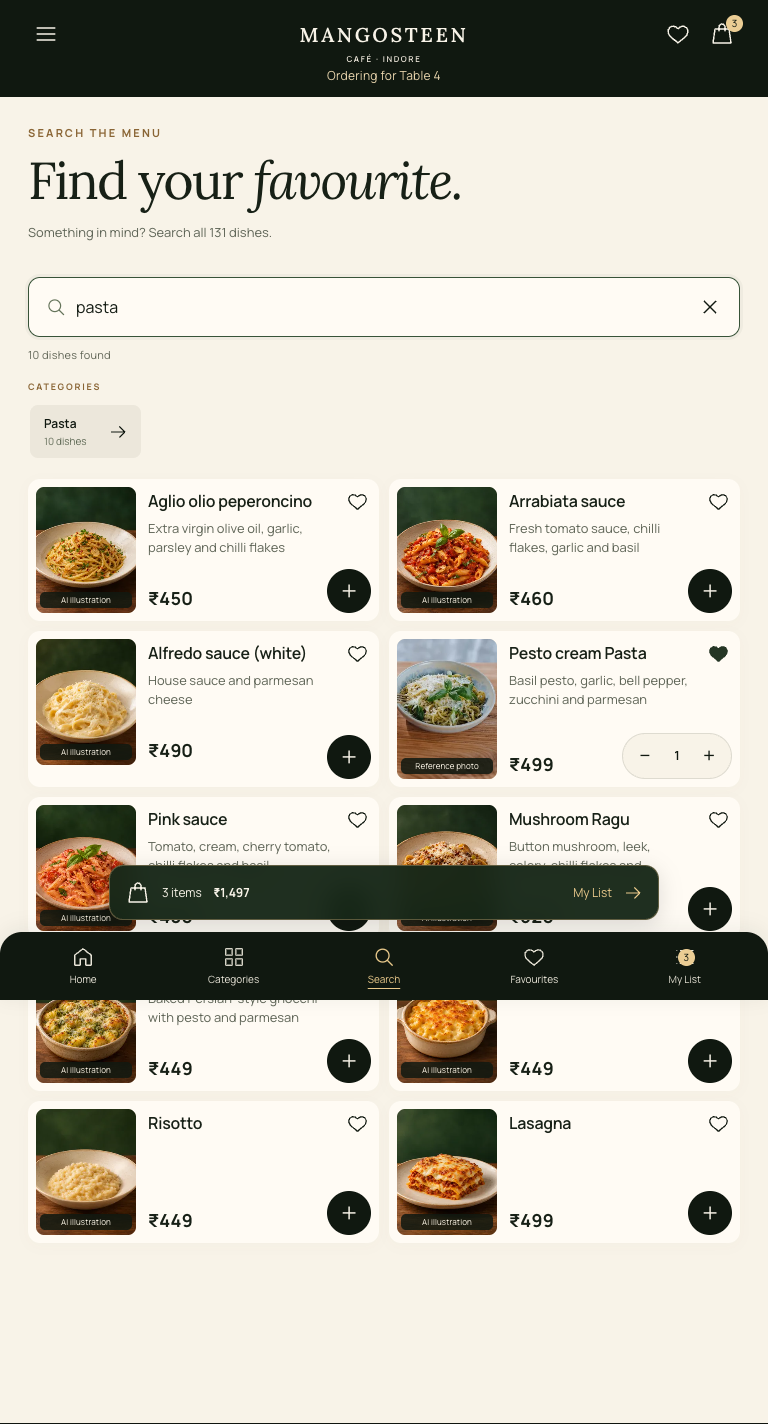 MANGOSTEEN
CAFÉ · INDORE
Ordering for Table 4
3
SEARCH THE MENU
Find your favourite.
Something in mind? Search all 131 dishes.
pasta
10 dishes found
CATEGORIES
Pasta
10 dishes
Aglio olio peperoncino
Extra virgin olive oil, garlic,
parsley and chilli flakes
AI illustration
₹450
Arrabiata sauce
Fresh tomato sauce, chilli
flakes, garlic and basil
AI illustration
₹460
Alfredo sauce (white)
House sauce and parmesan
cheese
AI illustration
₹490
Pesto cream Pasta
Basil pesto, garlic, bell pepper,
zucchini and parmesan
Reference photo
₹499
1
Pink sauce
Tomato, cream, cherry tomato,
AI illustration
Mushroom Ragu
Button mushroom, leek,
AI illustration
3 items ₹1,497
My List
Home
Categories
Search
Favourites
3
My List
with pesto and parmesan
AI illustration
₹449
AI illustration
₹449
Risotto
AI illustration
₹449
Lasagna
AI illustration
₹499